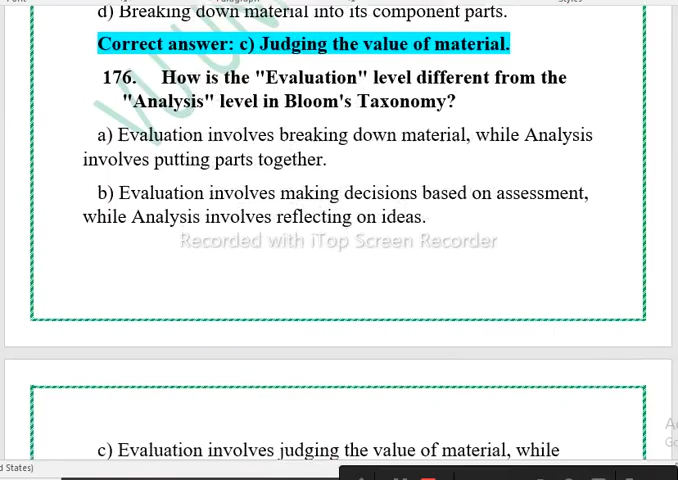 d) Breaking down material into its component parts.
Correct answer: c) Judging the value of material.
176. How is the "Evaluation" level different from the
"Analysis" level in Bloom's Taxonomy?
a) Evaluation involves breaking down material, while Analysis
involves putting parts together.
b) Evaluation involves making decisions based on assessment,
while Analysis involves reflecting on ideas.
Recorded with iTop Screen Recorder
c) Evaluation involves judging the value of material, while
d States)